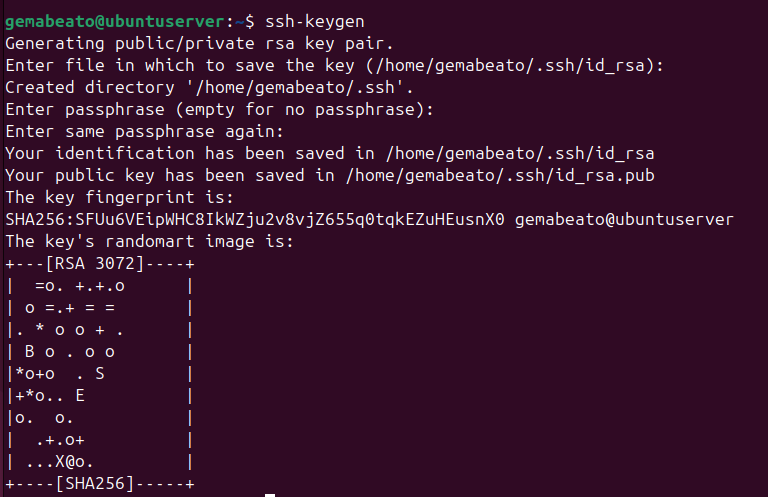 gemabeato@ubuntuserver:~$ ssh-keygen
Generating public/private rsa key pair.
Enter file in which to save the key (/home/gemabeato/.ssh/id_rsa):
Created directory '/home/gemabeato/.ssh'.
Enter passphrase (empty for no passphrase):
Enter same passphrase again:
Your identification has been saved in /home/gemabeato/.ssh/id_rsa
Your public key has been saved in /home/gemabeato/.ssh/id_rsa.pub
The key fingerprint is:
SHA256:SFUu6VEipWHC8IkWZju2v8vjZ655q0tqkEZuHEusnX0 gemabeato@ubuntuserver
The key's randomart image is:
+---[RSA 3072]----+
|  =o. +.+.o      |
| o =.+ = =       |
|. * o o + .      |
| B o . o o       |
|*o+o  . S        |
|+*o.. E          |
|o.  o.           |
|  .+.o+          |
| ...X@o.         |
+----[SHA256]-----+